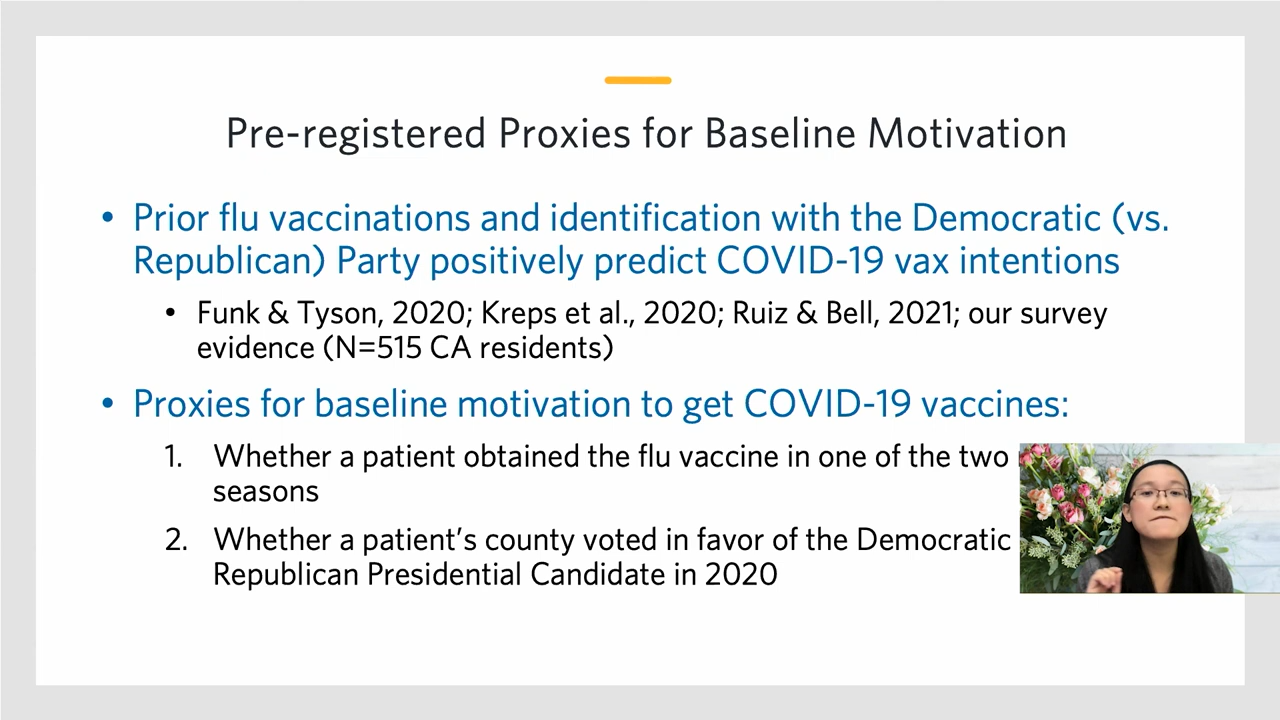 Pre-registered Proxies for Baseline Motivation
• Prior flu vaccinations and identification with the Democratic (vs.
Republican) Party positively predict COVID-19 vax intentions
• Funk & Tyson, 2020; Kreps et al., 2020; Ruiz & Bell, 2021; our survey
evidence (N=515 CA residents)
• Proxies for baseline motivation to get COVID-19 vaccines:
1. Whether a patient obtained the flu vaccine in one of the two
seasons
2. Whether a patient’s county voted in favor of the Democratic
Republican Presidential Candidate in 2020